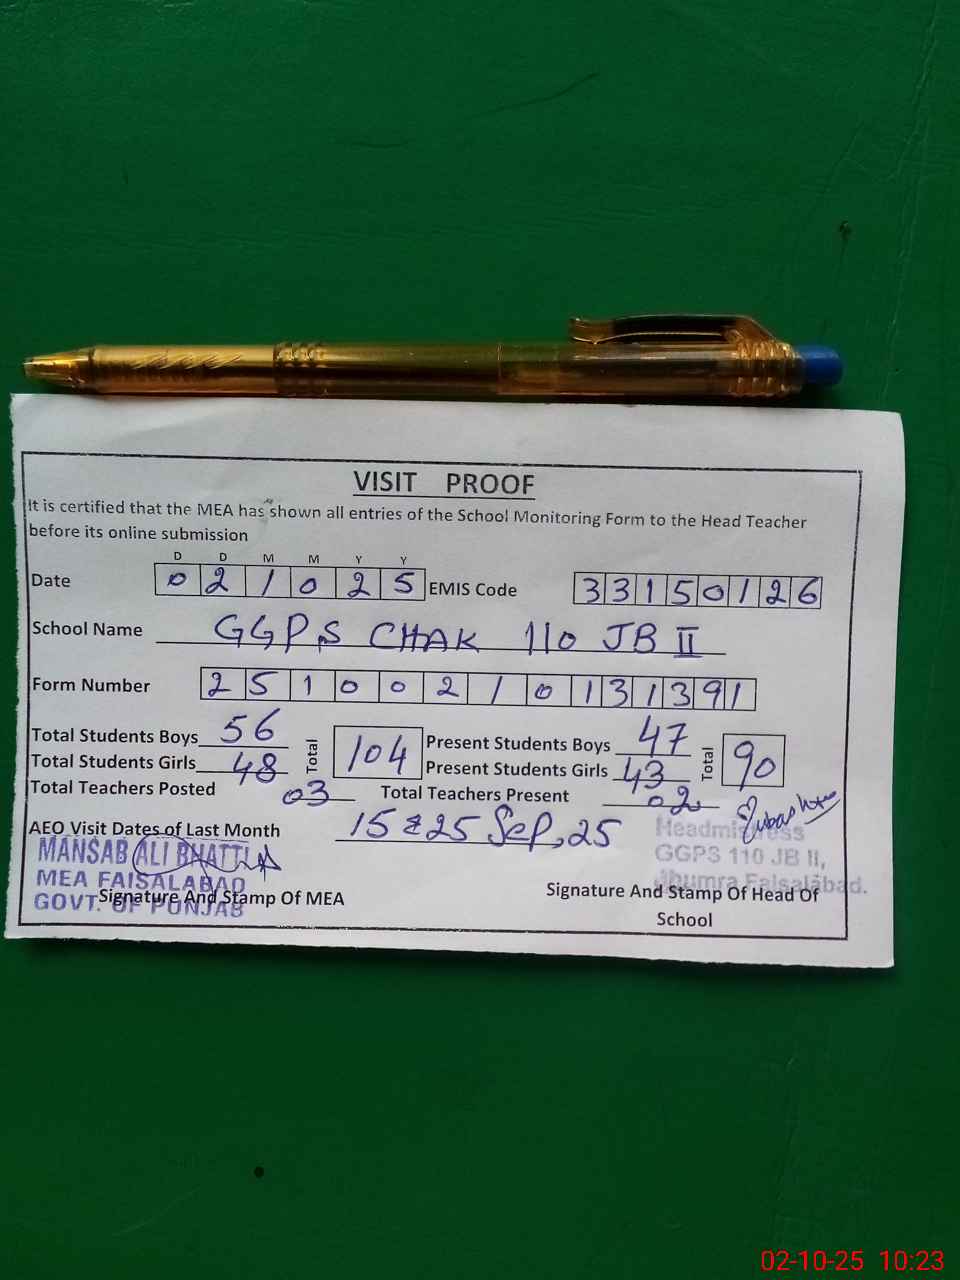 VISIT PROOF
It is certified that the MEA has shown all entries of the School Monitoring Form to the Head Teacher
before its online submission
D D M M Y Y
Date 0 2 1 0 2 5 EMIS Code 3 3 1 5 0 1 2 6
School Name GGPS CHAK 110 JB II
Form Number 2 5 1 0 0 2 1 0 1 3 1 3 9 1
Total Students Boys 56 Total 104 Present Students Boys 47 Total 90
Total Students Girls 48 Present Students Girls 43
Total Teachers Posted 03 Total Teachers Present 02
AEO Visit Dates of Last Month 15 & 25 Sep, 25
MANSAB ALI BHATTI
MEA FAISALABAD
GOVT. OF PUNJAB
Signature And Stamp Of MEA
Headmistress
GGPS 110 JB II,
Jhumra Faisalabad.
Signature And Stamp Of Head Of
School
02-10-25 10:23